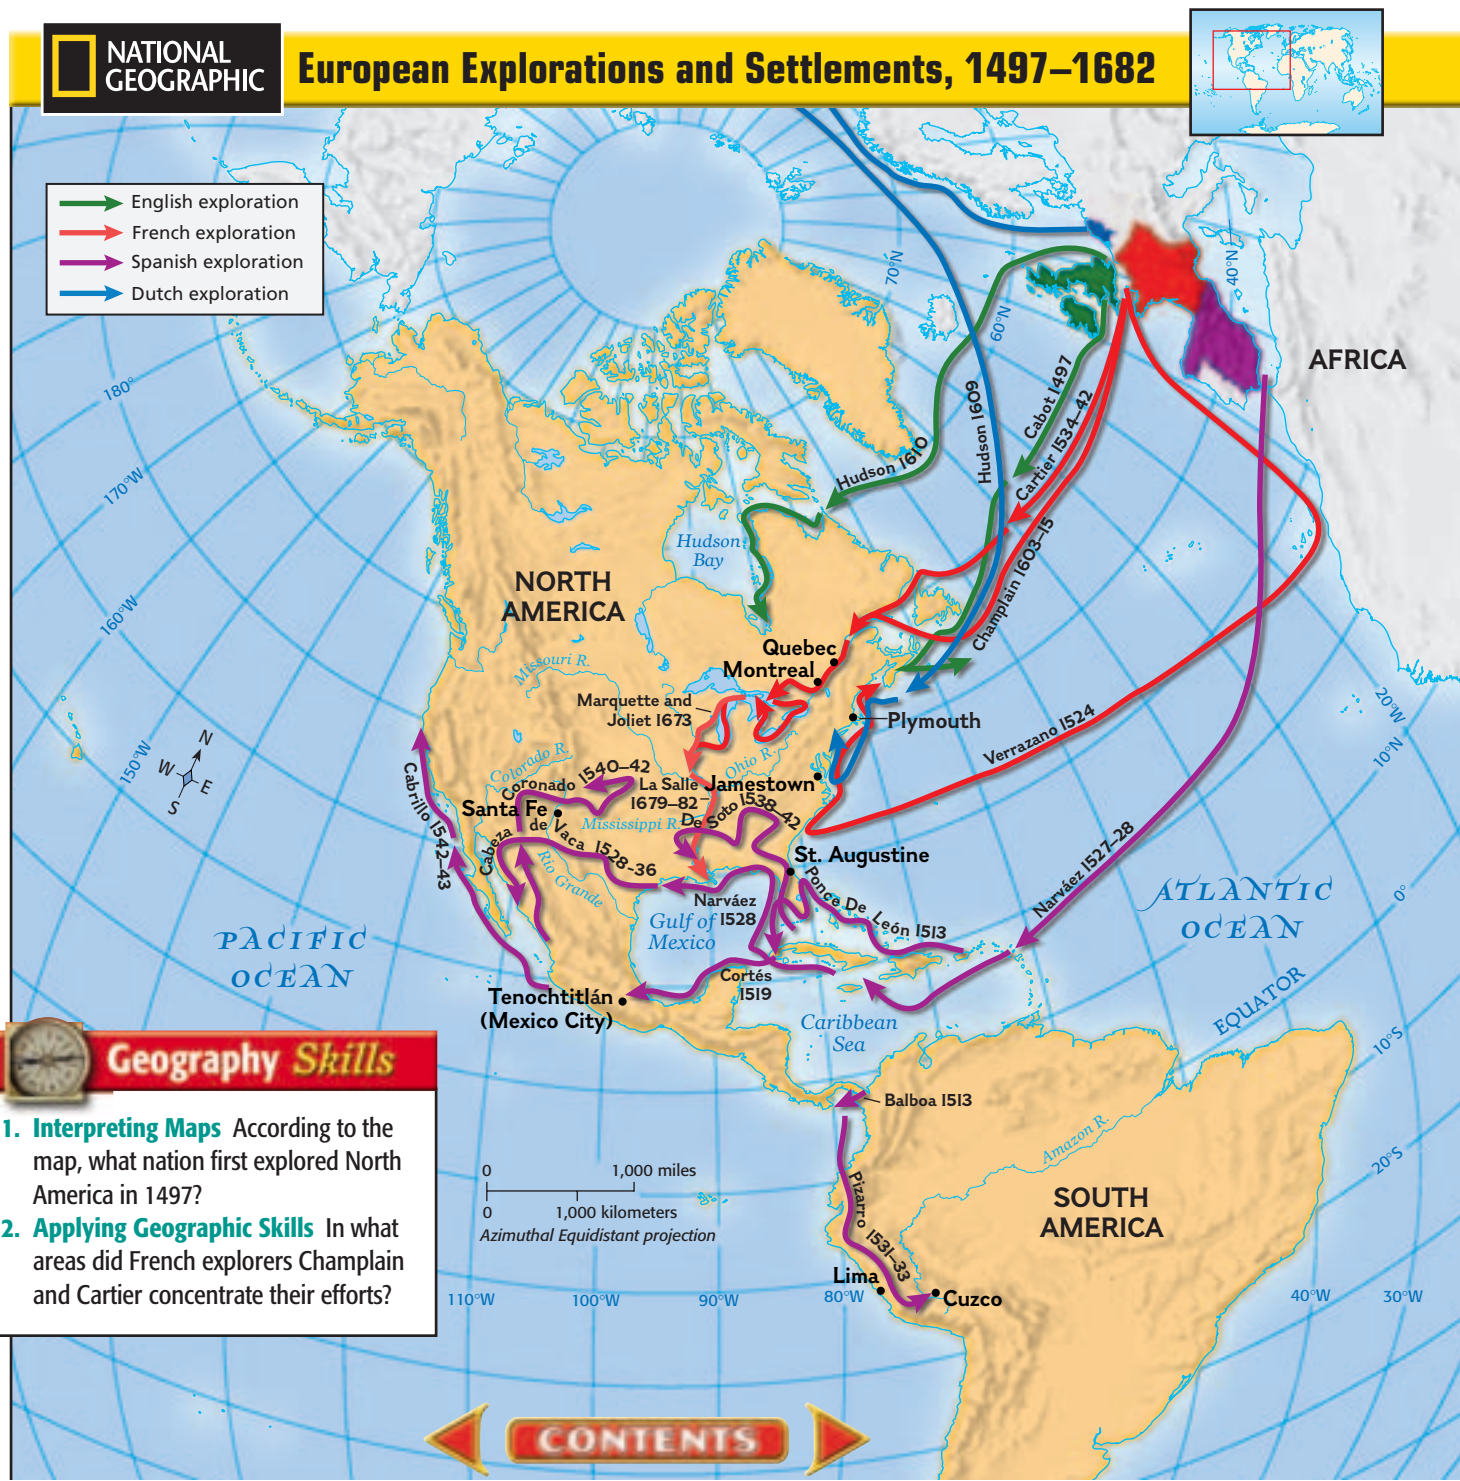 NATIONAL
GEOGRAPHIC
European Explorations and Settlements, 1497–1682
English exploration
French exploration
Spanish exploration
Dutch exploration
180°
170°W
160°W
150°W
70°N
60°N
40°N
AFRICA
Cabot 1497
Hudson 1609
Cartier 1534–42
Hudson 1610
Champlain 1603–15
Hudson
Bay
NORTH
AMERICA
Quebec
Montreal
Missouri R.
Marquette and
Joliet 1673
Plymouth
Verrazano 1524
20°W
10°W
0°
N
W
E
S
Colorado R.
Coronado 1540–42
Ohio R.
La Salle
1679–82
Jamestown
Santa Fe
Mississippi R.
De Soto 1538–42
Cabrillo 1542–43
Cabeza de Vaca 1528-36
Rio Grande
St. Augustine
Narváez
1528
Ponce De León 1513
Narváez 1527–28
Gulf of
Mexico
ATLANTIC
OCEAN
PACIFIC
OCEAN
Cortés
1519
Tenochtitlán
(Mexico City)
Caribbean
Sea
EQUATOR
10°S
20°S
Balboa 1513
Amazon R.
Pizarro 1531–33
SOUTH
AMERICA
Lima
Cuzco
0
1,000 miles
0
1,000 kilometers
Azimuthal Equidistant projection
110°W
100°W
90°W
80°W
40°W
30°W
Geography Skills
1. Interpreting Maps According to the
map, what nation first explored North
America in 1497?
2. Applying Geographic Skills In what
areas did French explorers Champlain
and Cartier concentrate their efforts?
CONTENTS